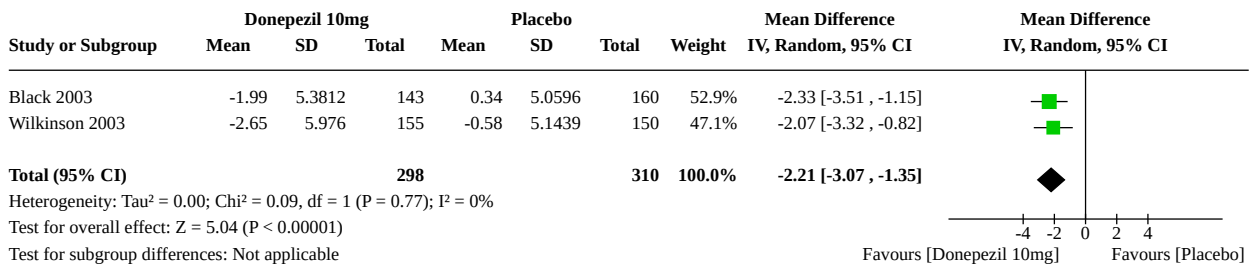 Donepezil 10mg Placebo Mean Difference Mean Difference
Study or Subgroup Mean SD Total Mean SD Total Weight IV, Random, 95% CI IV, Random, 95% CI
Black 2003 -1.99 5.3812 143 0.34 5.0596 160 52.9% -2.33 [-3.51 , -1.15]
Wilkinson 2003 -2.65 5.976 155 -0.58 5.1439 150 47.1% -2.07 [-3.32 , -0.82]
Total (95% CI) 298 310 100.0% -2.21 [-3.07 , -1.35]
Heterogeneity: Tau² = 0.00; Chi² = 0.09, df = 1 (P = 0.77); I² = 0%
Test for overall effect: Z = 5.04 (P < 0.00001)
-4 -2 0 2 4
Test for subgroup differences: Not applicable Favours [Donepezil 10mg] Favours [Placebo]